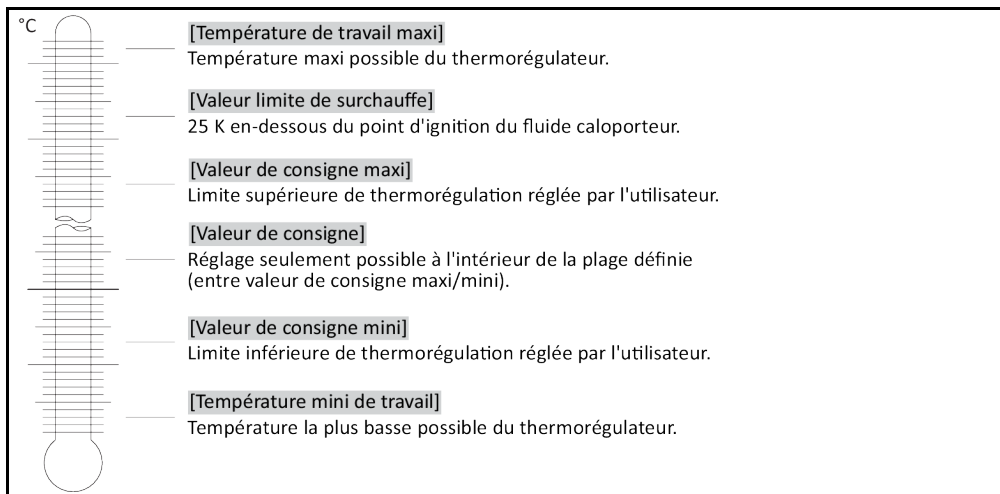 °C
[Température de travail maxi]
Température maxi possible du thermorégulateur.
[Valeur limite de surchauffe]
25 K en-dessous du point d'ignition du fluide caloporteur.
[Valeur de consigne maxi]
Limite supérieure de thermorégulation réglée par l'utilisateur.
[Valeur de consigne]
Réglage seulement possible à l'intérieur de la plage définie
(entre valeur de consigne maxi/mini).
[Valeur de consigne mini]
Limite inférieure de thermorégulation réglée par l'utilisateur.
[Température mini de travail]
Température la plus basse possible du thermorégulateur.